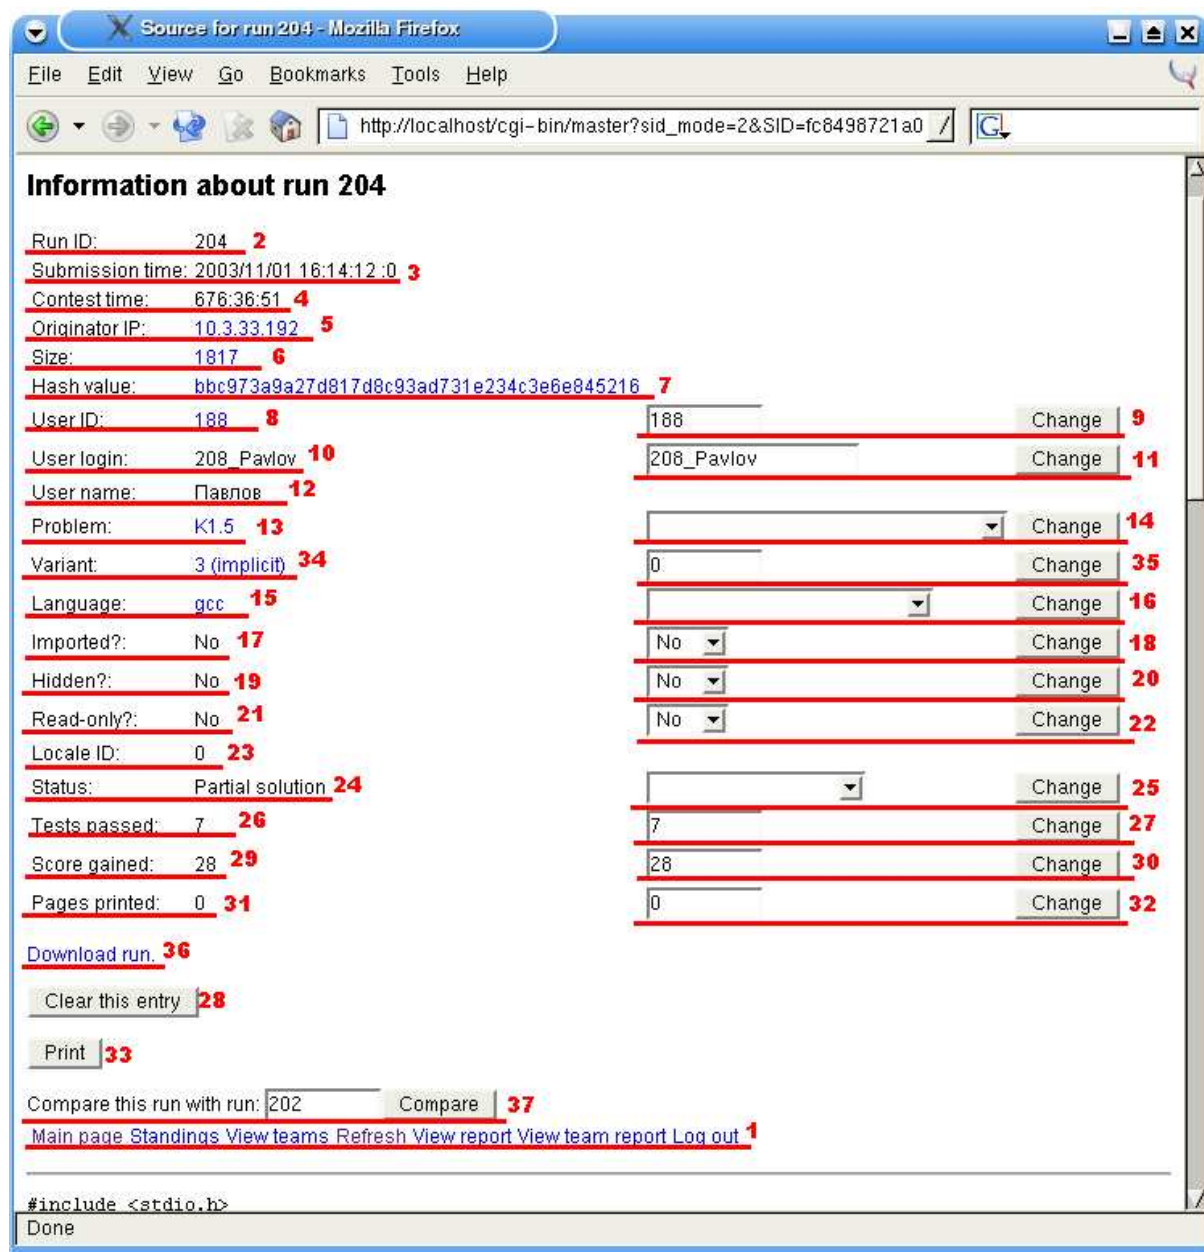 Source for run 204 - Mozilla Firefox
File Edit View Go Bookmarks Tools Help
http://localhost/cgi-bin/master?sid_mode=2&SID=fc8498721a0 G
Information about run 204
Run ID: 204 2
Submission time: 2003/11/01 16:14:12 :0 3
Contest time: 676:36:51 4
Originator IP: 10.3.33.192 5
Size: 1817 6
Hash value: bbc973a9a27d817d8c93ad731e234c3e6e845216 7
User ID: 188 8 188 Change 9
User login: 208_Pavlov 10 208_Pavlov Change 11
User name: Павлов 12
Problem: K1.5 13 Change 14
Variant: 3 (implicit) 34 0 Change 35
Language: gcc 15 Change 16
Imported?: No 17 No Change 18
Hidden?: No 19 No Change 20
Read-only?: No 21 No Change 22
Locale ID: 0 23
Status: Partial solution 24 Change 25
Tests passed: 7 26 7 Change 27
Score gained: 28 29 28 Change 30
Pages printed: 0 31 0 Change 32
Download run. 36
Clear this entry 28
Print 33
Compare this run with run: 202 Compare 37
Main page Standings View teams Refresh View report View team report Log out 1
#include <stdio.h>
Done